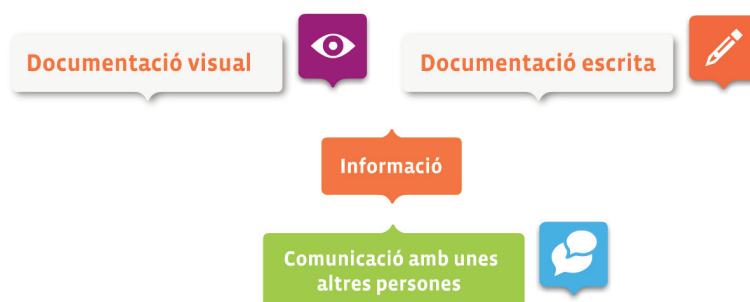 Documentació visual
Documentació escrita
Informació
Comunicació amb unes
altres persones